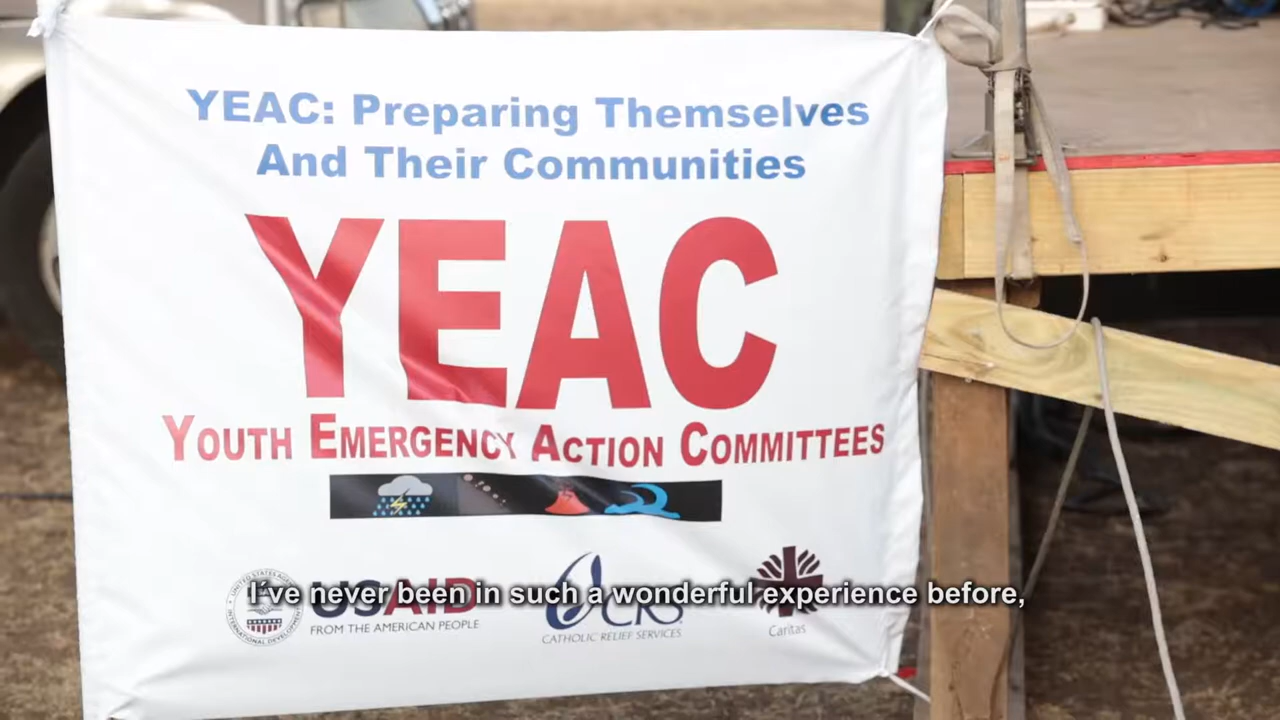 YEAC: Preparing Themselves
And Their Communities
YEAC
YOUTH EMERGENCY ACTION COMMITTEES
USAID
FROM THE AMERICAN PEOPLE
CRS
CATHOLIC RELIEF SERVICES
Caritas
I've never been in such a wonderful experience before,